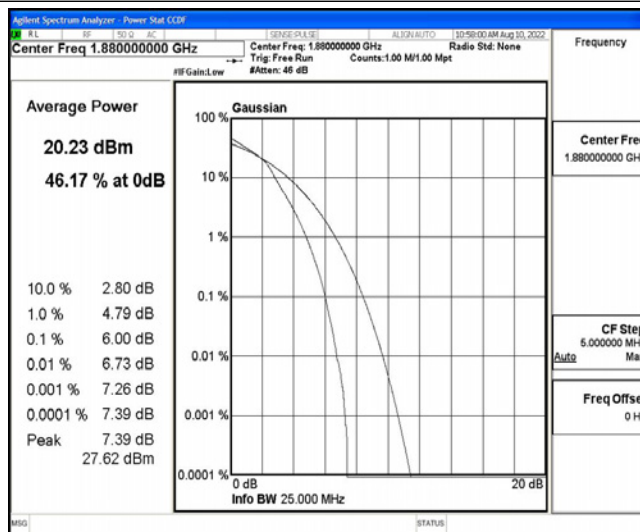 Agilent Spectrum Analyzer - Power Stat CCDF
RL RF 50 Ω AC SENSE:PULSE ALIGN AUTO 10:58:00 AM Aug 10, 2022
Center Freq 1.880000000 GHz
Center Freq: 1.880000000 GHz Radio Std: None
Trig: Free Run Counts:1.00 M/1.00 Mpt
#IFGain:Low #Atten: 46 dB
Frequency
Average Power
20.23 dBm
46.17 % at 0dB
10.0 % 2.80 dB
1.0 % 4.79 dB
0.1 % 6.00 dB
0.01 % 6.73 dB
0.001 % 7.26 dB
0.0001 % 7.39 dB
Peak 7.39 dB
27.62 dBm
Gaussian
100 %
10 %
1 %
0.1 %
0.01 %
0.001 %
0.0001 %
0 dB 20 dB
Info BW 25.000 MHz
Center Fre
1.880000000 GH
CF Ste
5.000000 MH
Auto Ma
Freq Offse
0 H
MSG STATUS